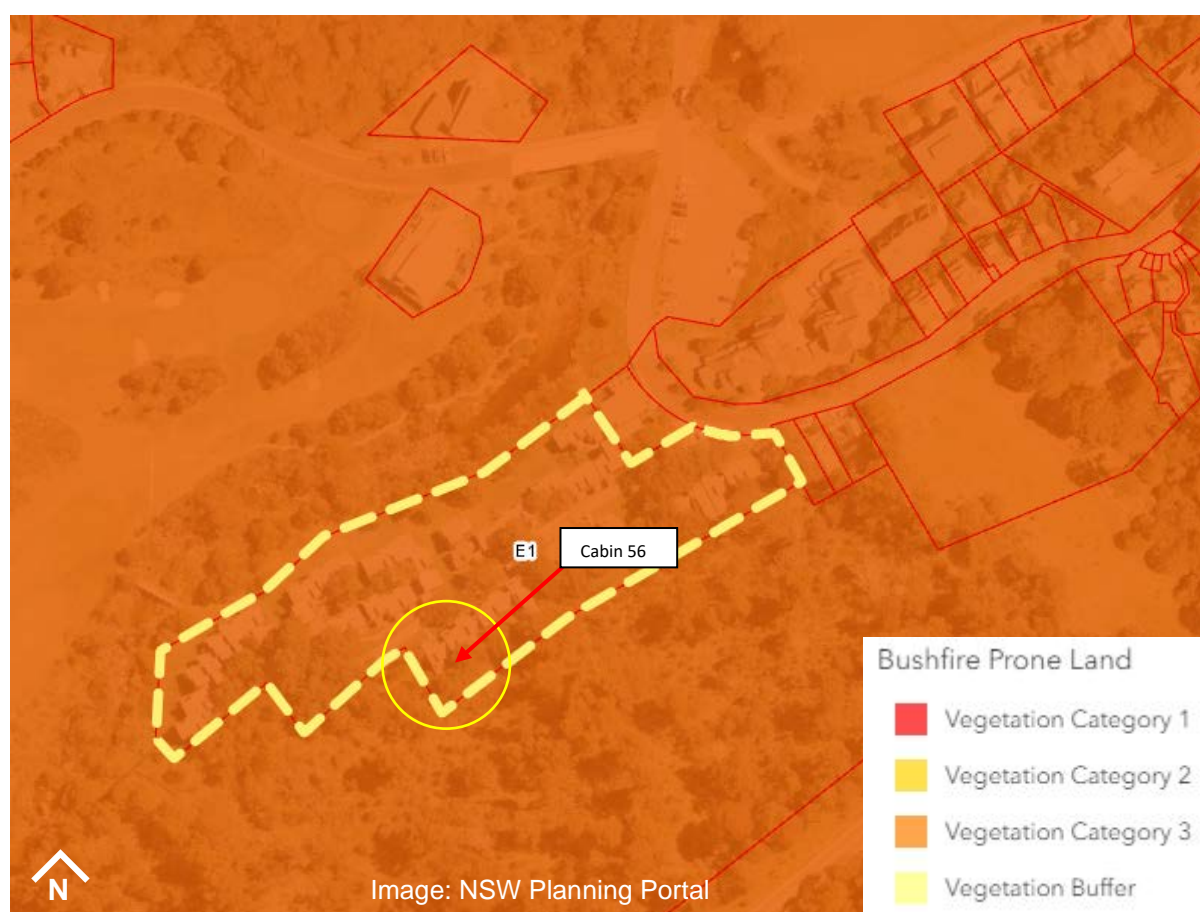 E1
Cabin 56
Bushfire Prone Land
Vegetation Category 1
Vegetation Category 2
Vegetation Category 3
Vegetation Buffer
N
Image: NSW Planning Portal